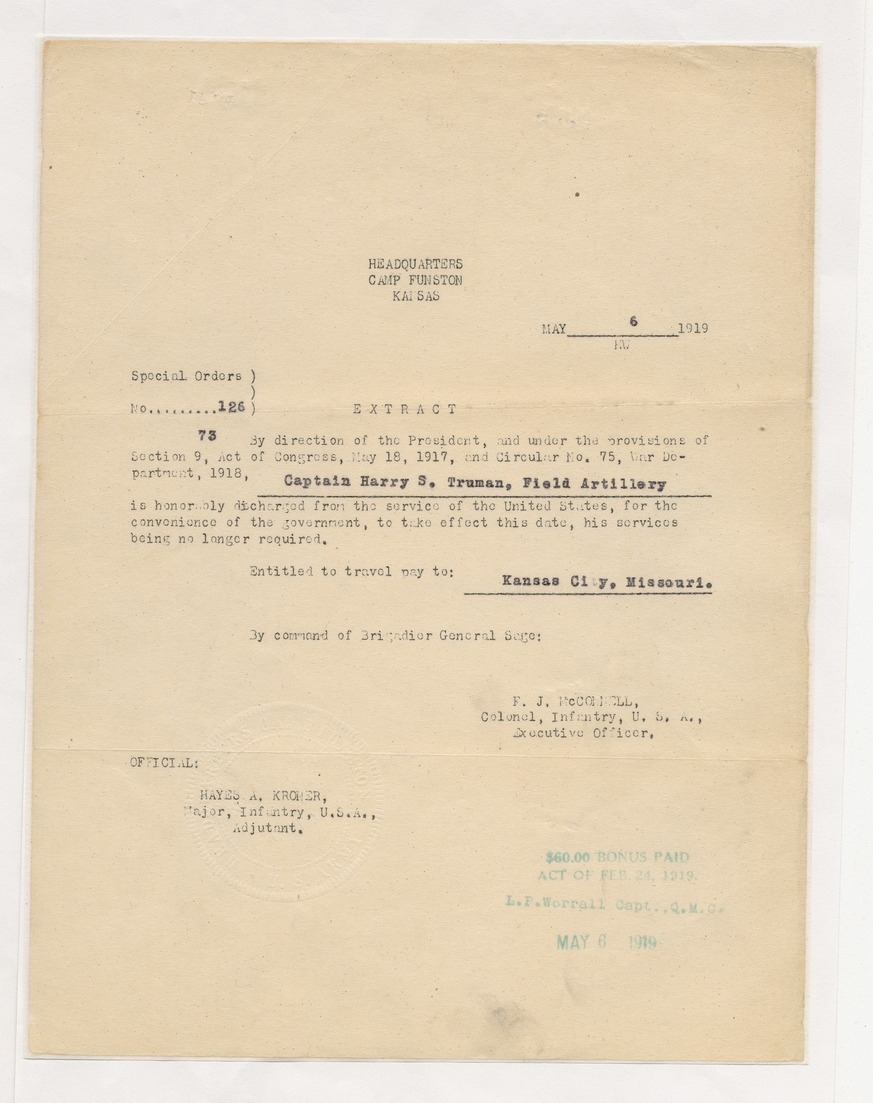 HEADQUARTERS
CAMP FUNSTON
KANSAS
MAY 6 1919
Special Orders )
)
No..........126 )
E X T R A C T
73 By direction of the President, and under the provisions of
Section 9, Act of Congress, May 18, 1917, and Circular No. 75, War De-
partment, 1918, Captain Harry S. Truman, Field Artillery
is honorably discharged from the service of the United States, for the
convenience of the government, to take effect this date, his services
being no longer required.
Entitled to travel pay to: Kansas City, Missouri.
By command of Brigadier General Sage:
F. J. McCONNELL,
Colonel, Infantry, U. S. A.,
Executive Officer.
OFFICIAL:
HAYES A. KROMER,
Major, Infantry, U.S.A.,
Adjutant.
$60.00 BONUS PAID
ACT OF FEB. 24, 1919.
L.P.Worrall Capt., Q.M.C.
MAY 6 1919